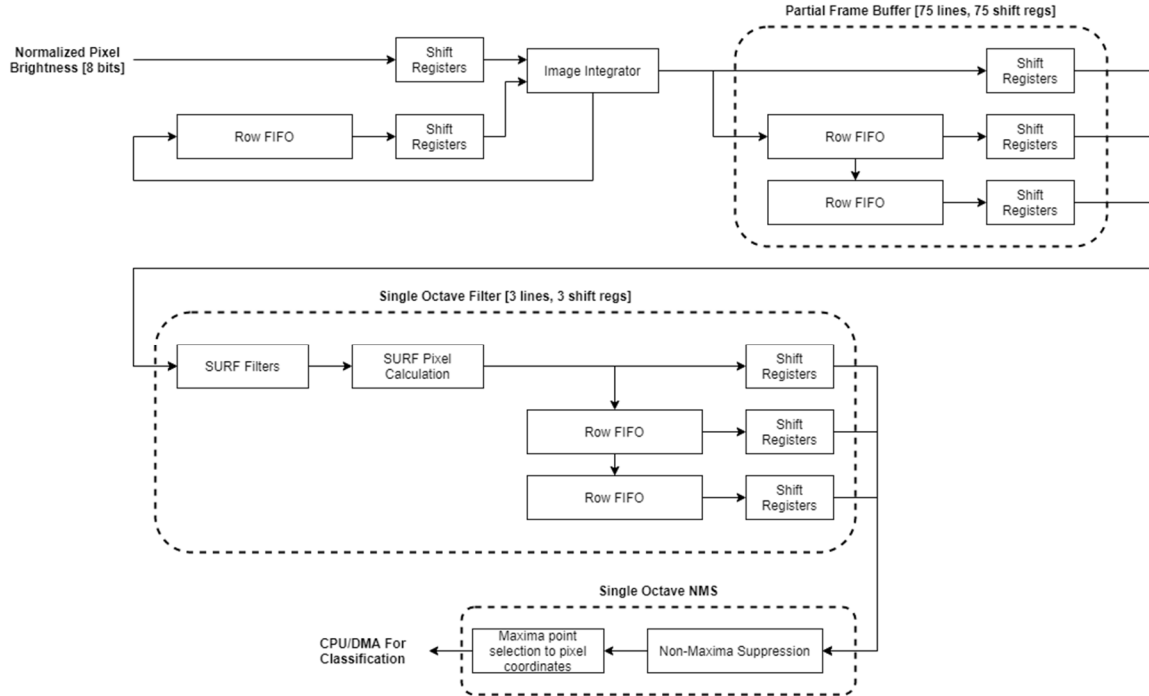 Partial Frame Buffer [75 lines, 75 shift regs]
Normalized Pixel
Brightness [8 bits]
Shift
Registers
Image Integrator
Shift
Registers
Row FIFO
Shift
Registers
Row FIFO
Shift
Registers
Row FIFO
Shift
Registers
Single Octave Filter [3 lines, 3 shift regs]
SURF Filters
SURF Pixel
Calculation
Shift
Registers
Row FIFO
Shift
Registers
Row FIFO
Shift
Registers
Single Octave NMS
CPU/DMA For
Classification
Maxima point
selection to pixel
coordinates
Non-Maxima Suppression